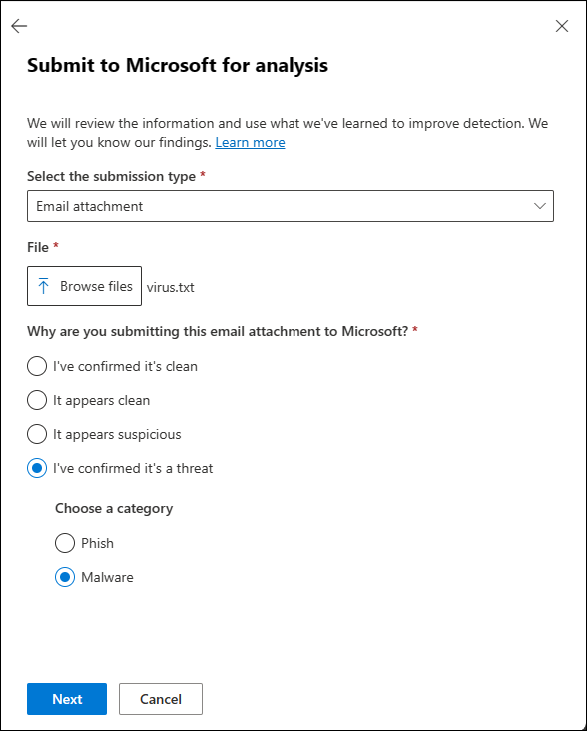 Submit to Microsoft for analysis
We will review the information and use what we've learned to improve detection. We
will let you know our findings. Learn more
Select the submission type *
Email attachment
File *
Browse files virus.txt
Why are you submitting this email attachment to Microsoft? *
I've confirmed it's clean
It appears clean
It appears suspicious
I've confirmed it's a threat
Choose a category
Phish
Malware
Next Cancel